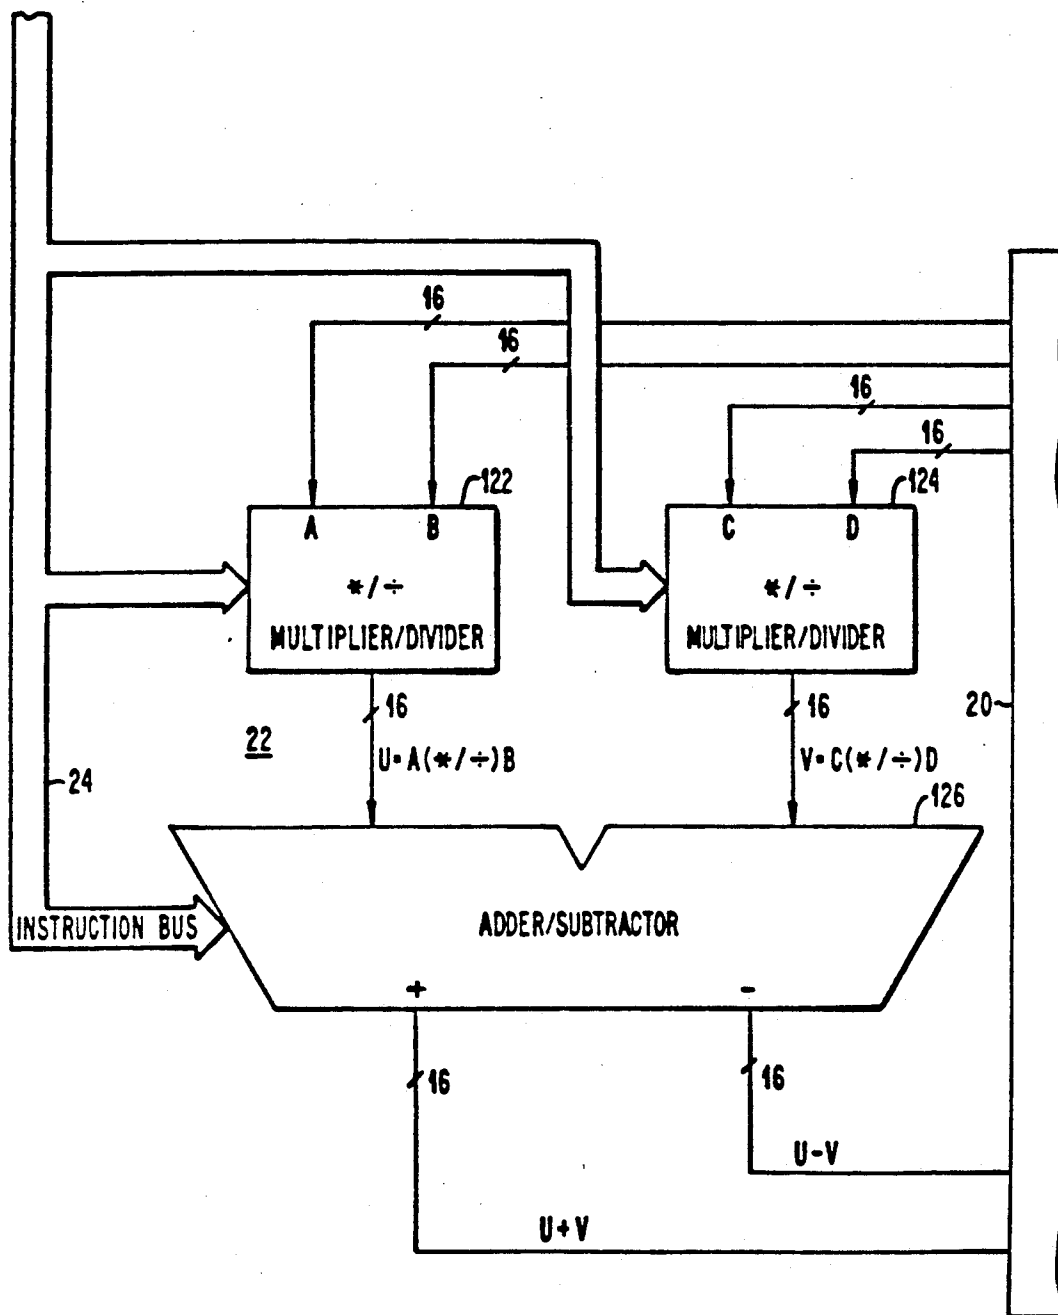 16
16
16
16
122
124
A B
C D
*/÷
*/÷
MULTIPLIER/DIVIDER
MULTIPLIER/DIVIDER
16
16
20
22
U=A(*/÷)B
V=C(*/÷)D
24
126
INSTRUCTION BUS
ADDER/SUBTRACTOR
+ -
16
16
U-V
U+V